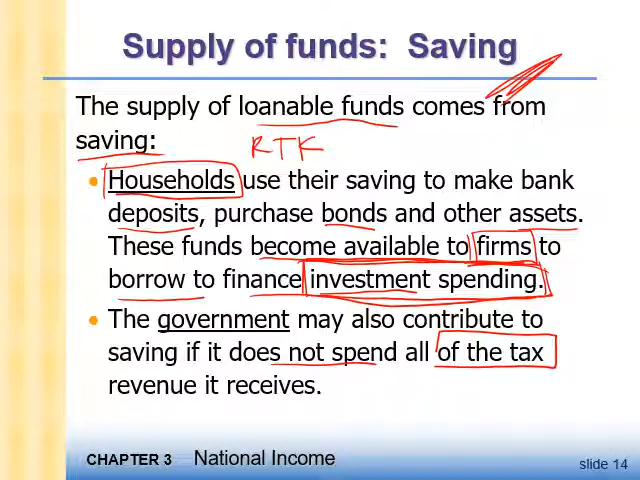 Supply of funds:  Saving
The supply of loanable funds comes from
saving:
RTK
• Households use their saving to make bank
deposits, purchase bonds and other assets.
These funds become available to firms to
borrow to finance investment spending.
• The government may also contribute to
saving if it does not spend all of the tax
revenue it receives.
CHAPTER 3   National Income
slide 14